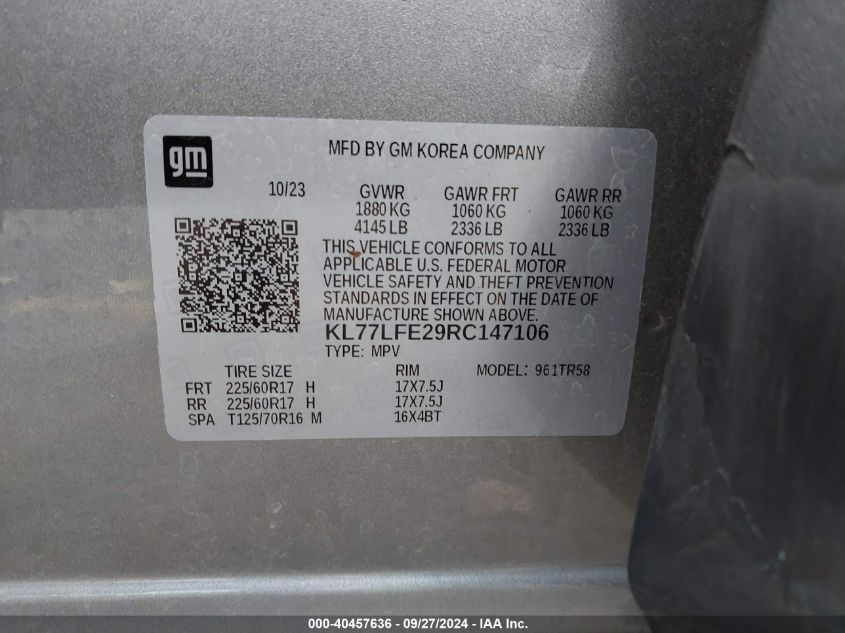 gm
MFD BY GM KOREA COMPANY
10/23 GVWR GAWR FRT GAWR RR
1880 KG 1060 KG 1060 KG
4145 LB 2336 LB 2336 LB
THIS VEHICLE CONFORMS TO ALL
APPLICABLE U.S. FEDERAL MOTOR
VEHICLE SAFETY AND THEFT PREVENTION
STANDARDS IN EFFECT ON THE DATE OF
MANUFACTURE SHOWN ABOVE.
KL77LFE29RC147106
TYPE: MPV
TIRE SIZE RIM MODEL: 961TR58
FRT 225/60R17 H 17X7.5J
RR 225/60R17 H 17X7.5J
SPA T125/70R16 M 16X4BT
000-40457636 - 09/27/2024 - IAA Inc.